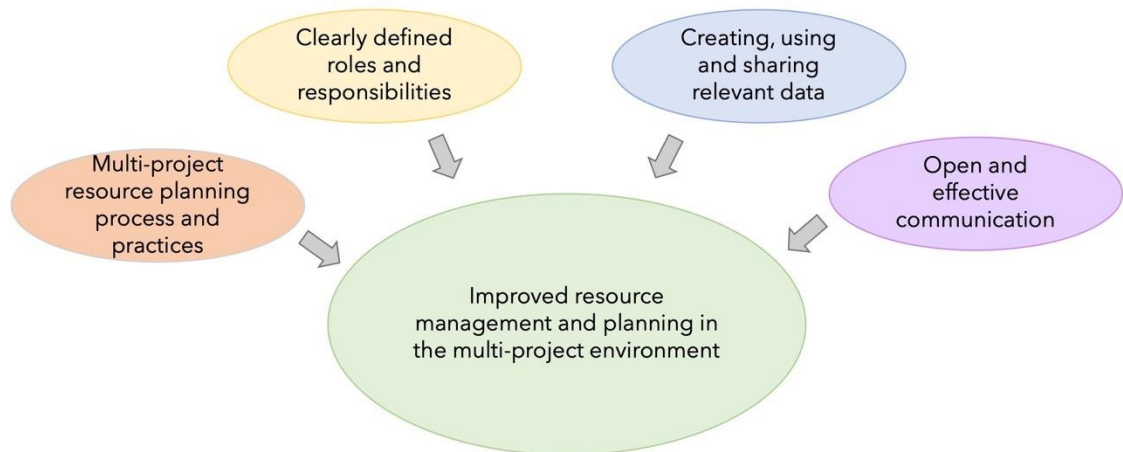 Clearly defined
roles and
responsibilities
Creating, using
and sharing
relevant data
Multi-project
resource planning
process and
practices
Open and
effective
communication
Improved resource
management and planning in
the multi-project environment